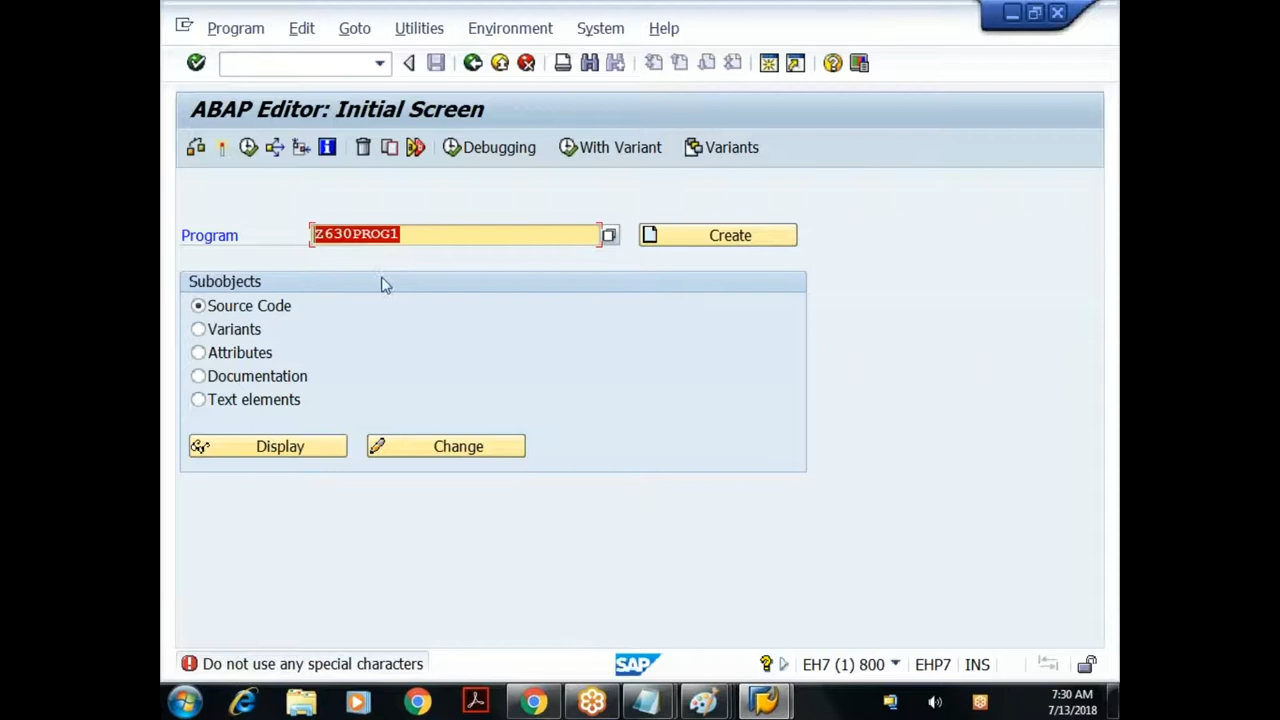 Program Edit Goto Utilities Environment System Help
ABAP Editor: Initial Screen
Debugging With Variant Variants
Program Z630PROG1 Create
Subobjects
Source Code
Variants
Attributes
Documentation
Text elements
Display Change
Do not use any special characters SAP EH7 (1) 800 EHP7 INS
7:30 AM
7/13/2018